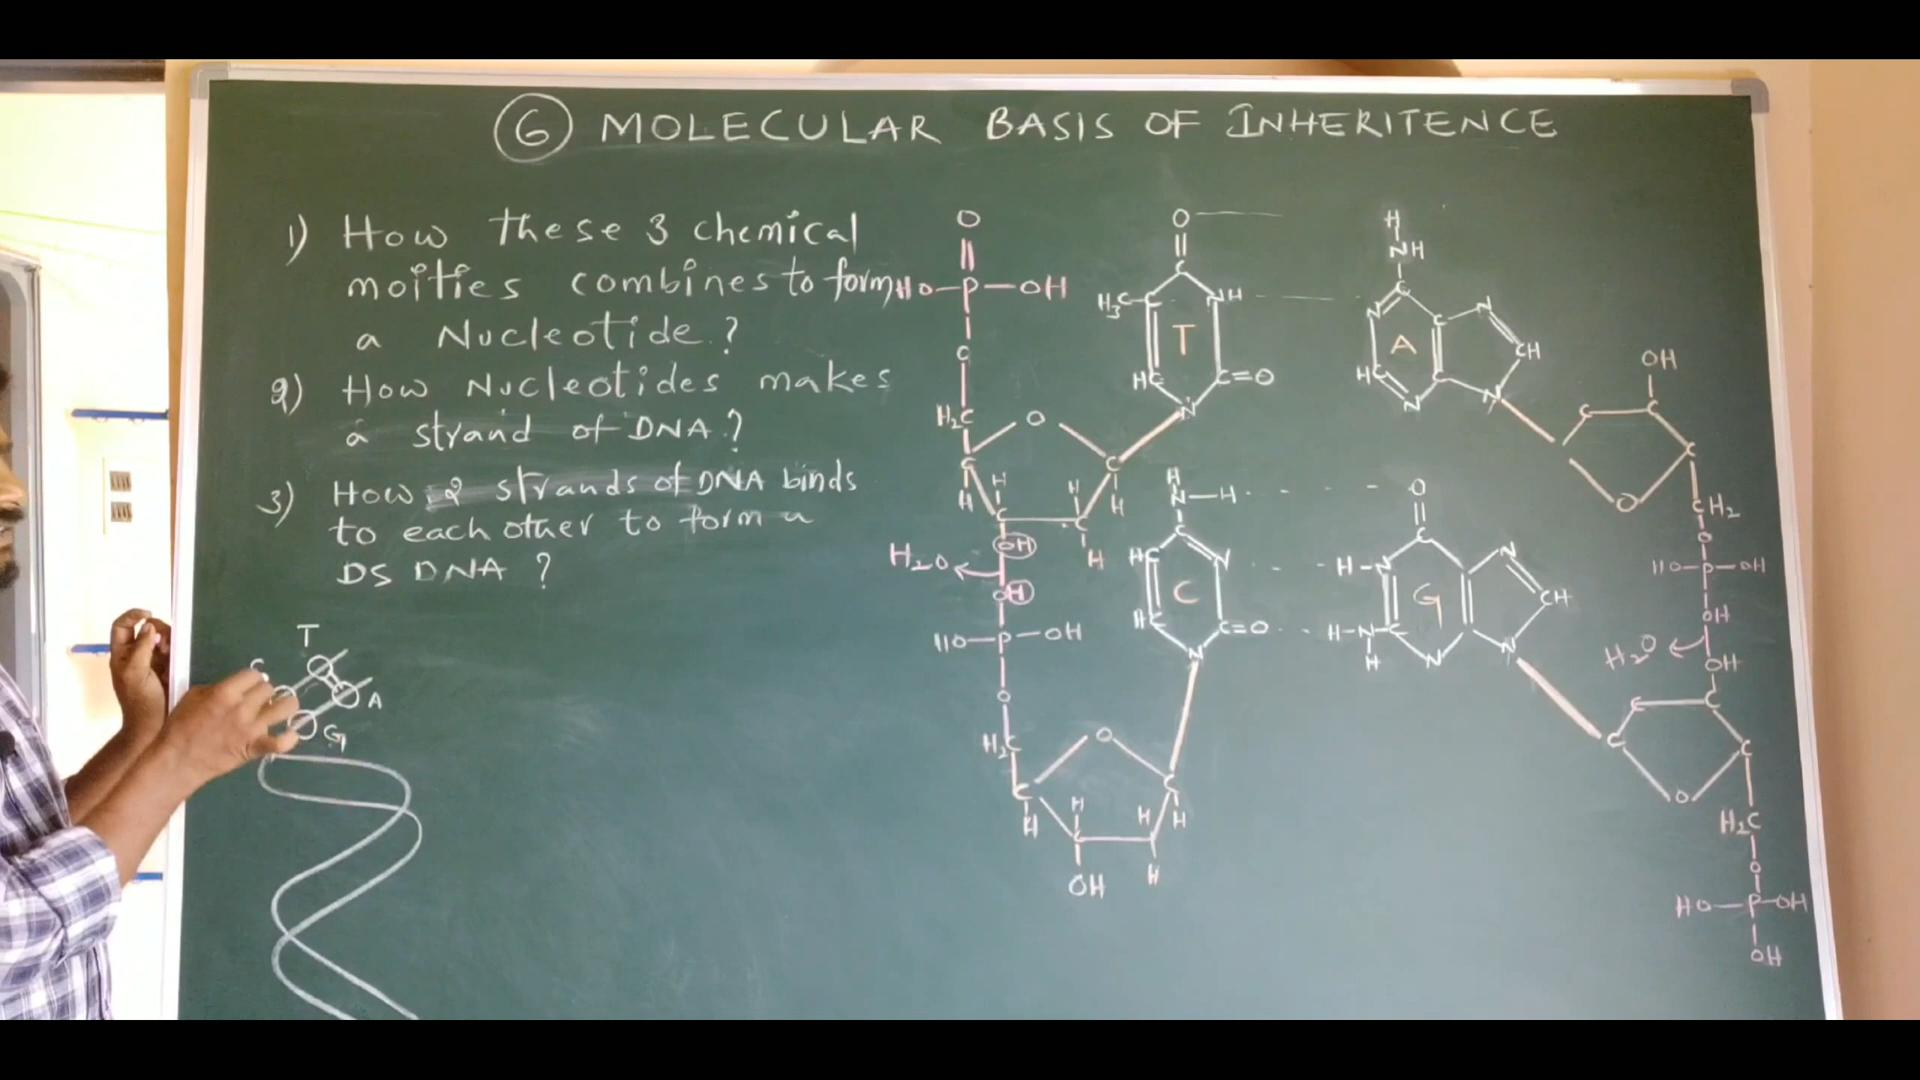 6 MOLECULAR BASIS OF INHERITENCE
1) How these 3 chemical
moities combines to form
a Nucleotide?
2) How Nucleotides makes
a strand of DNA?
3) How 2 strands of DNA binds
to each other to form a
DS DNA ?
T
A
G
O
HO-P-OH
H2C
O
C
C
H
H
H
H
C
C
H
OH
H2O
OH
HO-P-OH
O
H2C
O
C
C
H
H
H
H
OH
H
O
H3C
C
NH
T
HC
C=O
N
H
N-H
C
HC
N
C
HC
C=O
N
H
NH
C
N
N
A
CH
HC
N
N
O
C
H-N
N
G
CH
H-N
C
H
N
N
OH
C
C
C
O
CH2
O
HO-P-OH
OH
H2O
OH
C
C
C
O
H2C
O
HO-P-OH
OH